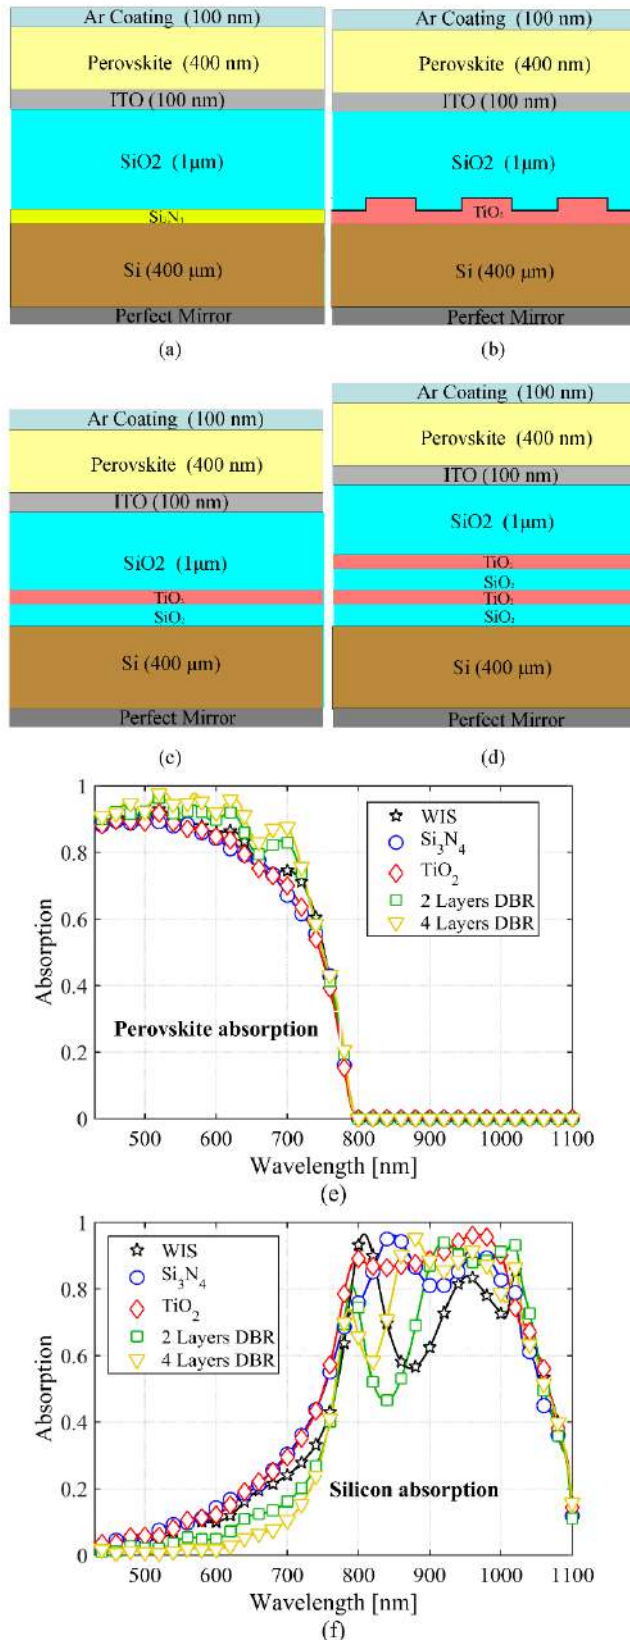 Ar Coating (100 nm)
Perovskite (400 nm)
ITO (100 nm)
SiO2 (1μm)
Si3N4
Si (400 μm)
Perfect Mirror
(a)
Ar Coating (100 nm)
Perovskite (400 nm)
ITO (100 nm)
SiO2 (1μm)
TiO2
Si (400 μm)
Perfect Mirror
(b)
Ar Coating (100 nm)
Perovskite (400 nm)
ITO (100 nm)
SiO2 (1μm)
TiO2
SiO2
Si (400 μm)
Perfect Mirror
(c)
Ar Coating (100 nm)
Perovskite (400 nm)
ITO (100 nm)
SiO2 (1μm)
TiO2
SiO2
TiO2
SiO2
Si (400 μm)
Perfect Mirror
(d)
1
0.8
0.6
0.4
0.2
0
Absorption
WIS
Si3N4
TiO2
2 Layers DBR
4 Layers DBR
Perovskite absorption
500 600 700 800 900 1000 1100
Wavelength [nm]
(e)
1
0.8
0.6
0.4
0.2
0
Absorption
WIS
Si3N4
TiO2
2 Layers DBR
4 Layers DBR
Silicon absorption
500 600 700 800 900 1000 1100
Wavelength [nm]
(f)